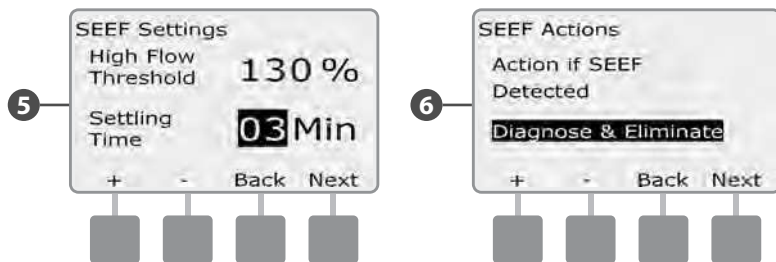 SEEF Settings
High Flow
Threshold 130 %
5
Settling
Time 03 Min
+ - Back Next
SEEF Actions
Action if SEEF
Detected
6
Diagnose & Eliminate
+ - Back Next